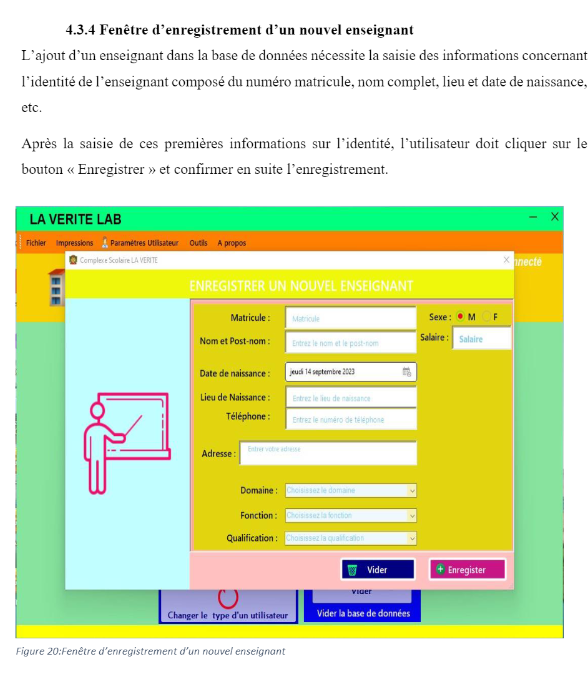 4.3.4 Fenêtre d'enregistrement d'un nouvel enseignant
L'ajout d'un enseignant dans la base de données nécessite la saisie des informations concernant
l'identité de l'enseignant composé du numéro matricule, nom complet, lieu et date de naissance,
etc.
Après la saisie de ces premières informations sur l'identité, l'utilisateur doit cliquer sur le
bouton « Enregistrer » et confirmer en suite l'enregistrement.
LA VERITE LAB
Fichier Impressions Paramétres Utilisateur Outils A propos
Complexe Scolaire LA VERITE
nnecté
ENREGISTRER UN NOUVEL ENSEIGNANT
Matricule : Matricule Sexe : M F
Nom et Post-nom : Entrez le nom et le post-nom Salaire : Salaire
Date de naissance : jeudi 14 septembre 2023
Lieu de Naissance : Entrez le lieu de naissance
Téléphone : Entrez le numéro de téléphone
Adresse : Entrer votre adresse
Domaine : Choisissez le domaine
Fonction : Choisissez la fonction
Qualification : Choisissez la qualification
Vider Enregister
Vider
Changer le type d'un utilisateur Vider la base de données
Figure 20:Fenêtre d'enregistrement d'un nouvel enseignant